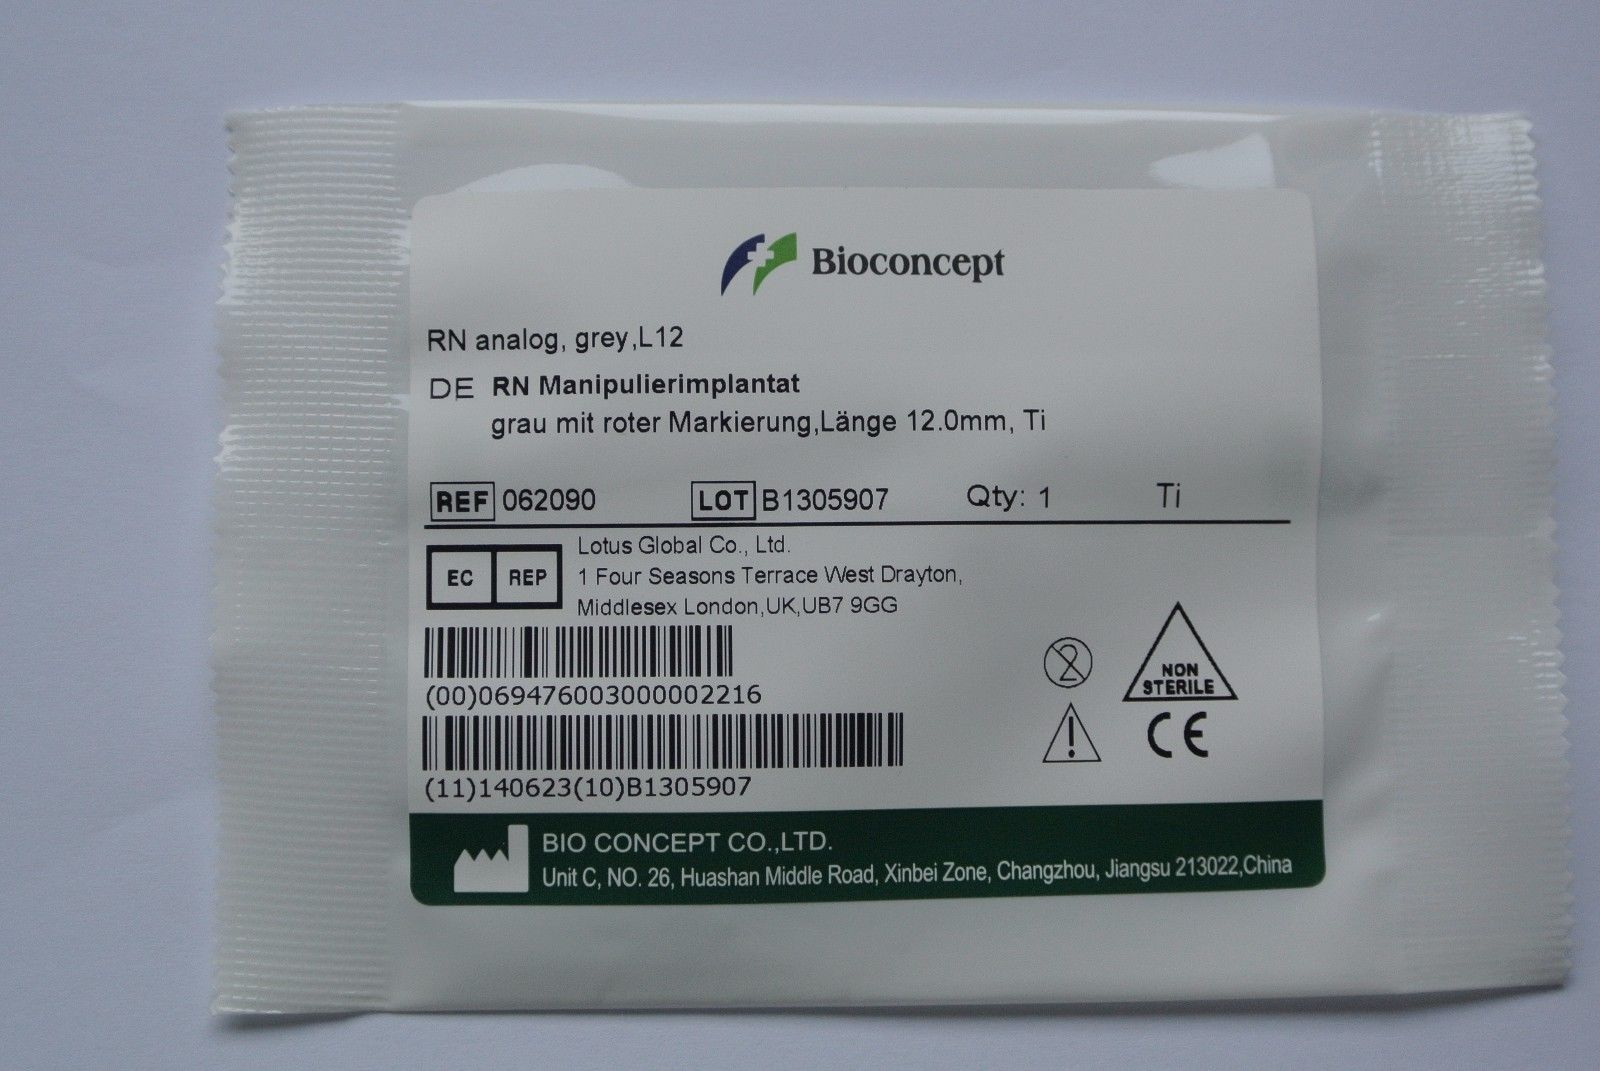 Bioconcept
RN analog, grey,L12
DE RN Manipulierimplantat
grau mit roter Markierung,Länge 12.0mm, Ti
REF 062090 LOT B1305907 Qty: 1 Ti
EC REP
Lotus Global Co., Ltd.
1 Four Seasons Terrace West Drayton,
Middlesex London,UK,UB7 9GG
(00)069476003000002216
(11)140623(10)B1305907
2
NON
STERILE
!
CE
BIO CONCEPT CO.,LTD.
Unit C, NO. 26, Huashan Middle Road, Xinbei Zone, Changzhou, Jiangsu 213022,China